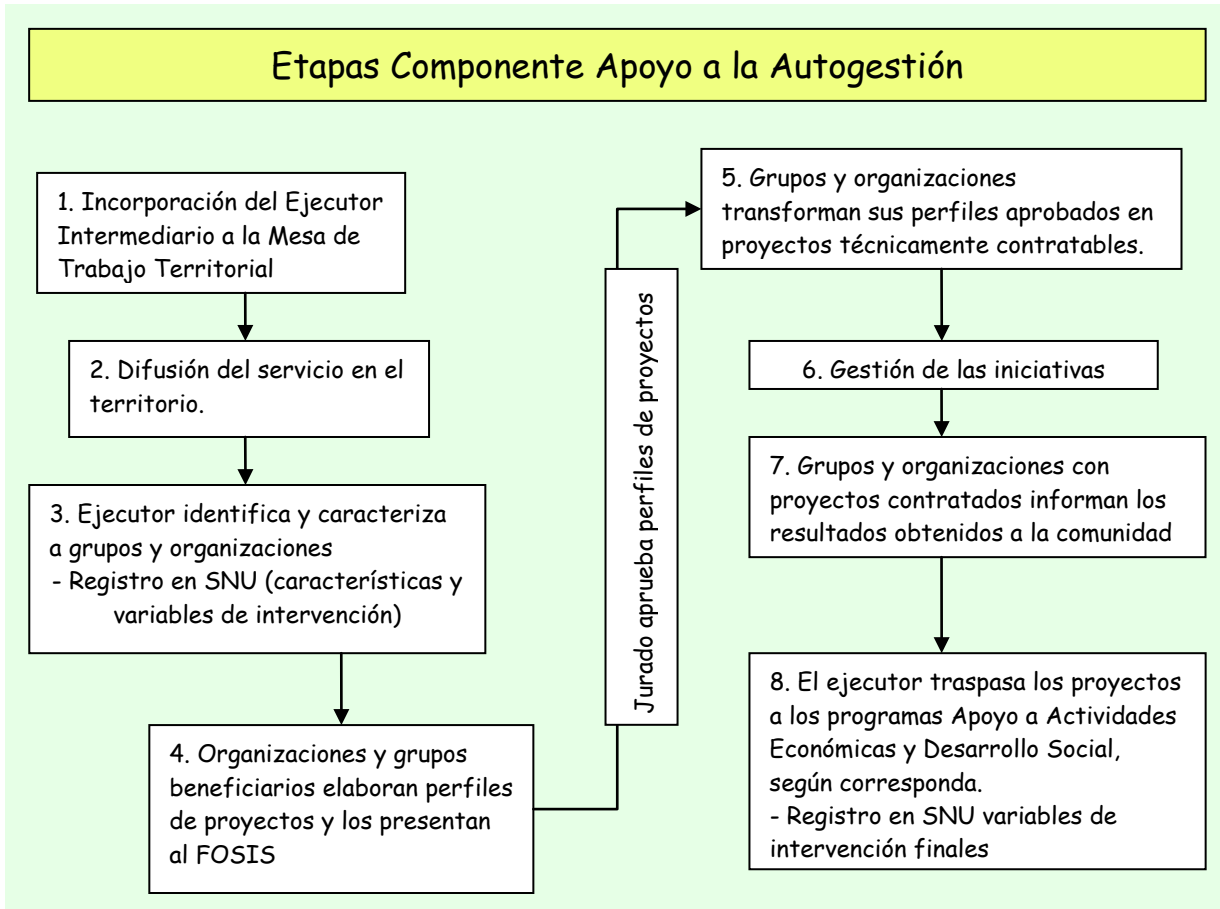 Etapas Componente Apoyo a la Autogestión
1. Incorporación del Ejecutor
Intermediario a la Mesa de
Trabajo Territorial
2. Difusión del servicio en el
territorio.
3. Ejecutor identifica y caracteriza
a grupos y organizaciones
- Registro en SNU (características y
variables de intervención)
4. Organizaciones y grupos
beneficiarios elaboran perfiles
de proyectos y los presentan
al FOSIS
Jurado aprueba perfiles de proyectos
5. Grupos y organizaciones
transforman sus perfiles aprobados en
proyectos técnicamente contratables.
6. Gestión de las iniciativas
7. Grupos y organizaciones con
proyectos contratados informan los
resultados obtenidos a la comunidad
8. El ejecutor traspasa los proyectos
a los programas Apoyo a Actividades
Económicas y Desarrollo Social,
según corresponda.
- Registro en SNU variables de
intervención finales